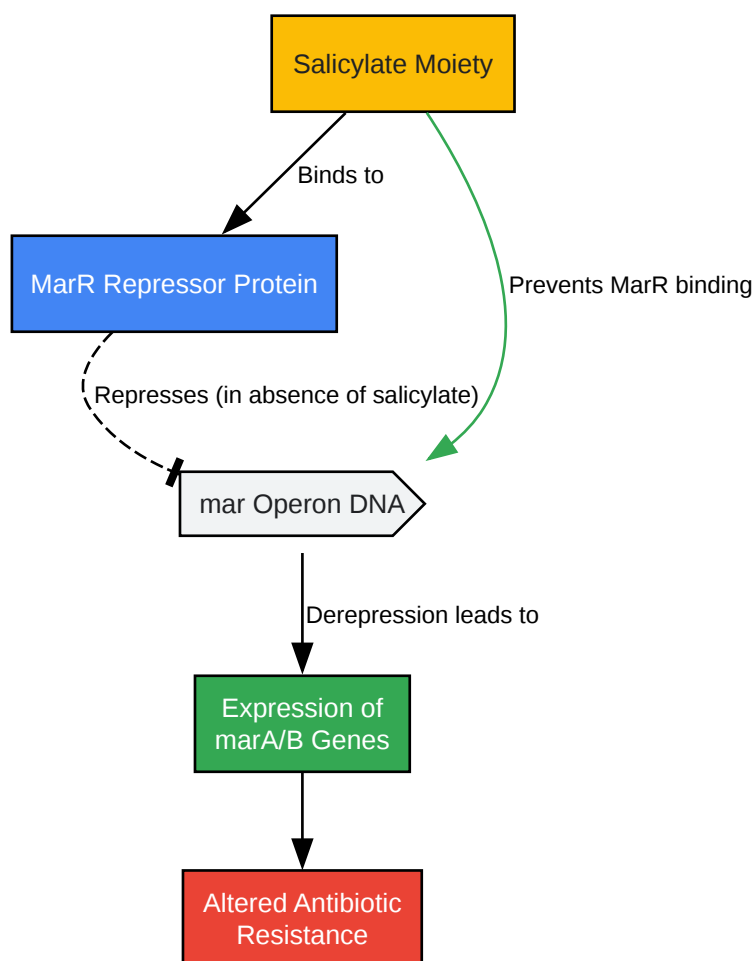 Salicylate Moiety
Binds to
MarR Repressor Protein
Prevents MarR binding
Represses (in absence of salicylate)
mar Operon DNA
Derepression leads to
Expression of
marA/B Genes
Altered Antibiotic
Resistance